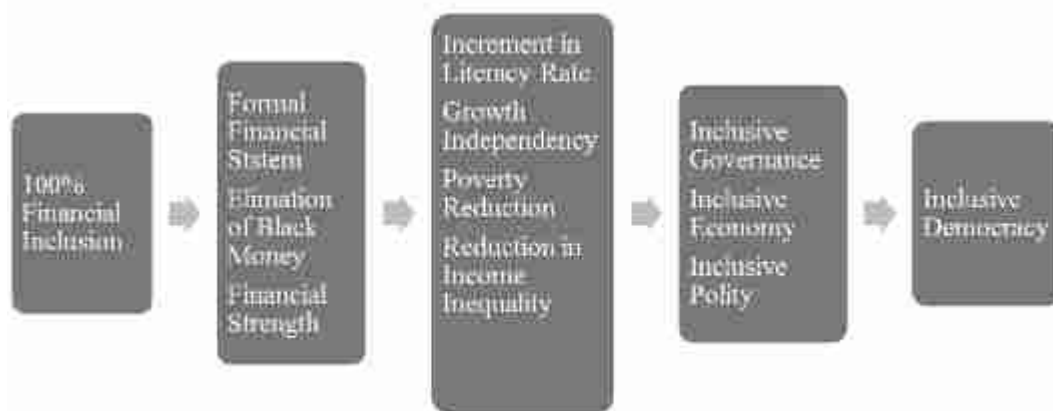 100%
Financial
Inclusion
Formal
Financial
Ststem
Elimation
of Black
Money
Financial
Strength
Increment in
Literacy Rate
Growth
Independency
Poverty
Reduction
Reduction in
Income
Inequality
Inclusive
Governance
Inclusive
Economy
Inclusive
Polity
Inclusive
Democracy